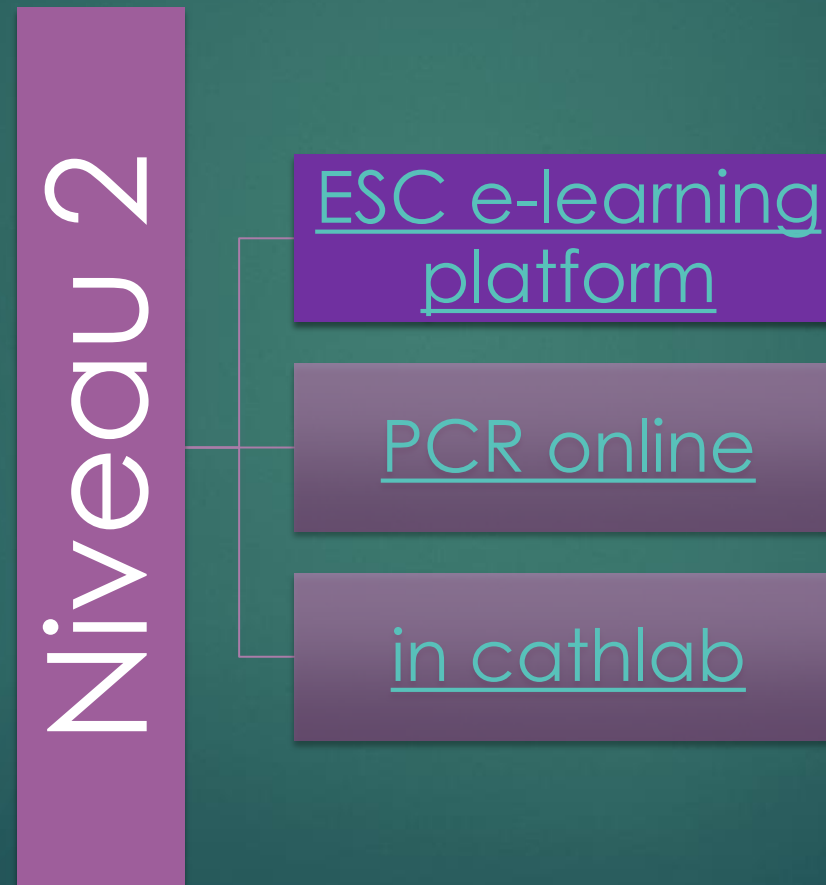 Niveau 2
ESC e-learning
platform
PCR online
in cathlab